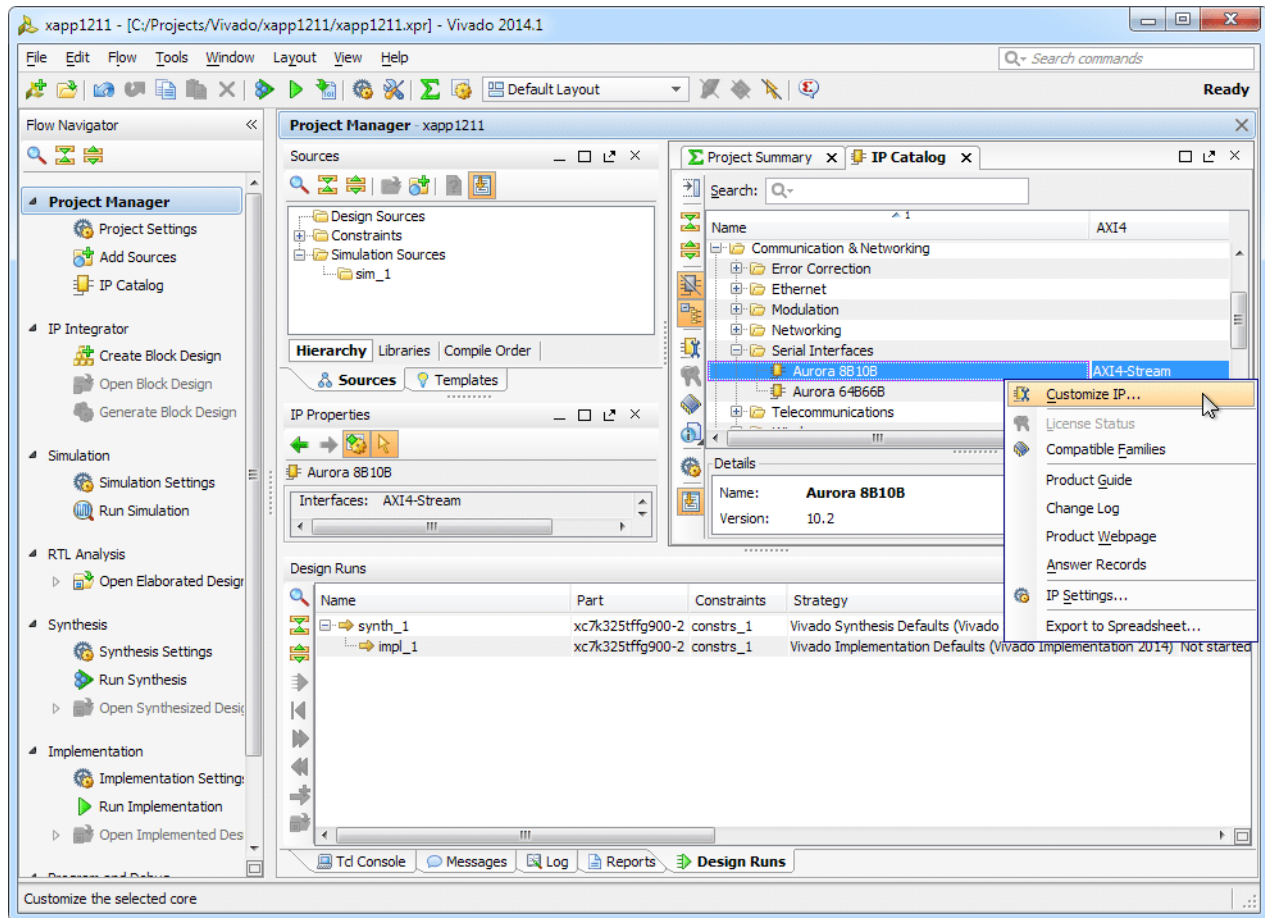 xapp1211 - [C:/Projects/Vivado/xapp1211/xapp1211.xpr] - Vivado 2014.1
File Edit Flow Tools Window Layout View Help
Search commands
Default Layout
Ready
Flow Navigator
Project Manager
Project Settings
Add Sources
IP Catalog
IP Integrator
Create Block Design
Open Block Design
Generate Block Design
Simulation
Simulation Settings
Run Simulation
RTL Analysis
Open Elaborated Desigr
Synthesis
Synthesis Settings
Run Synthesis
Open Synthesized Desig
Implementation
Implementation Setting
Run Implementation
Open Implemented Des
Project Manager - xapp1211
Sources
Design Sources
Constraints
Simulation Sources
sim_1
Hierarchy Libraries Compile Order
Sources Templates
IP Properties
Aurora 8B10B
Interfaces: AXI4-Stream
Project Summary IP Catalog
Search:
1
Name AXI4
Communication & Networking
Error Correction
Ethernet
Modulation
Networking
Serial Interfaces
Aurora 8B10B AXI4-Stream
Aurora 64B66B
Telecommunications
Details
Name: Aurora 8B10B
Version: 10.2
Customize IP...
License Status
Compatible Families
Product Guide
Change Log
Product Webpage
Answer Records
IP Settings...
Export to Spreadsheet...
Design Runs
Name Part Constraints Strategy
synth_1 xc7k325tffg900-2 constrs_1 Vivado Synthesis Defaults (Vivado
impl_1 xc7k325tffg900-2 constrs_1 Vivado Implementation Defaults (Vivado Implementation 2014) Not started
Tcl Console Messages Log Reports Design Runs
Customize the selected core